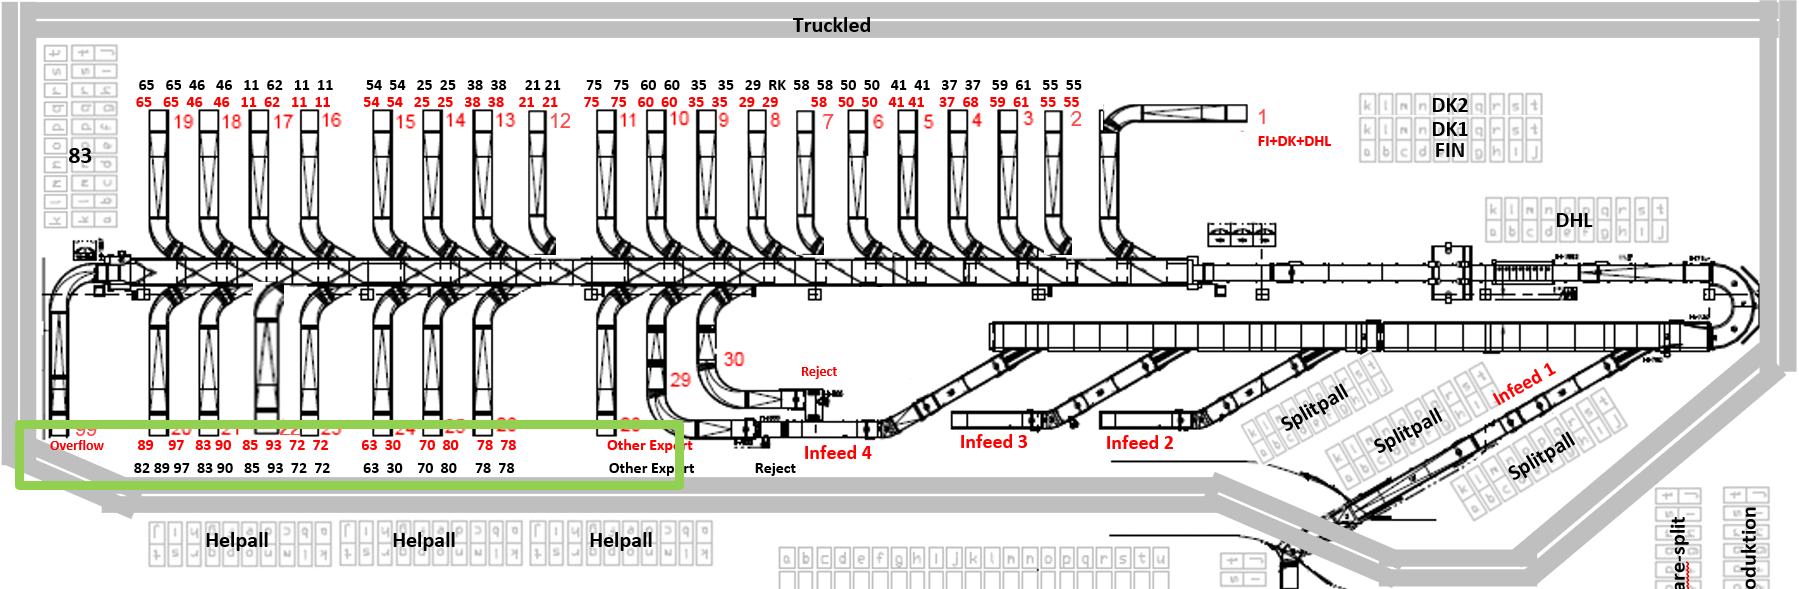 Truckled
65 65 46 46 11 62 11 11 54 54 25 25 38 38 21 21 75 75 60 60 35 35 29 RK 58 58 50 50 41 41 37 37 59 61 55 55
65 65 46 46 11 62 11 11 54 54 25 25 38 38 21 21 75 75 60 60 35 35 29 29 58 50 50 41 41 37 68 59 61 55 55
19 18 17 16 15 14 13 12 11 10 9 8 7 6 5 4 3 2 1
FI+DK+DHL
k l m n DK2 q r s t
k l m n DK1 q r s t
a b c d FIN g h i j
83
k l m n o p q r s t
DHL
a b c d e f g h i j
30
29
Reject
Infeed 1
Splitpall
Splitpall
Splitpall
Infeed 3
Infeed 2
Infeed 4
99 20 21 22 23 24 25 26 28
Overflow 89 97 83 90 85 93 72 72 63 30 70 80 78 78 Other Export
82 89 97 83 90 85 93 72 72 63 30 70 80 78 78 Other Export Reject
Helpall
Helpall
Helpall
a b c d e f g h i j k l m n o p q r s t u
are-split
oduktion